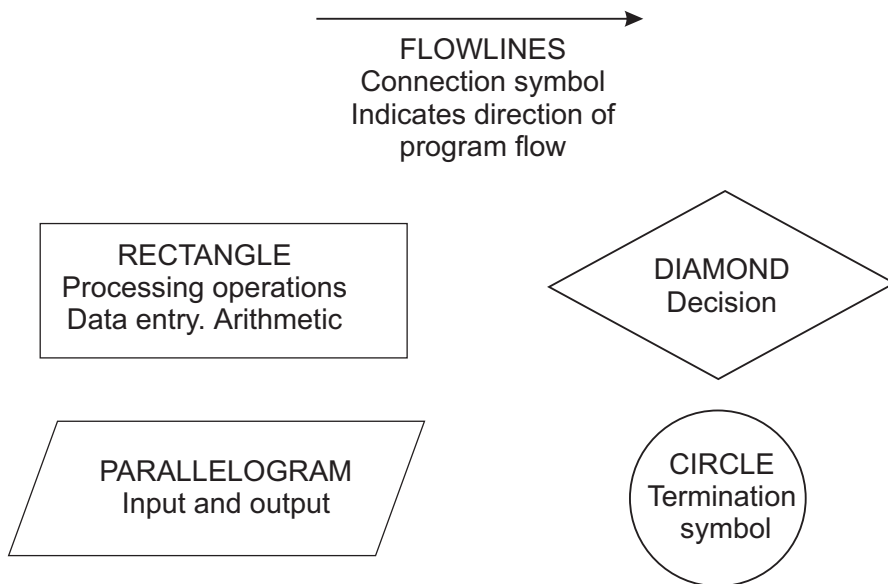 FLOWLINES
Connection symbol
Indicates direction of
program flow
RECTANGLE
Processing operations
Data entry. Arithmetic
DIAMOND
Decision
PARALLELOGRAM
Input and output
CIRCLE
Termination
symbol